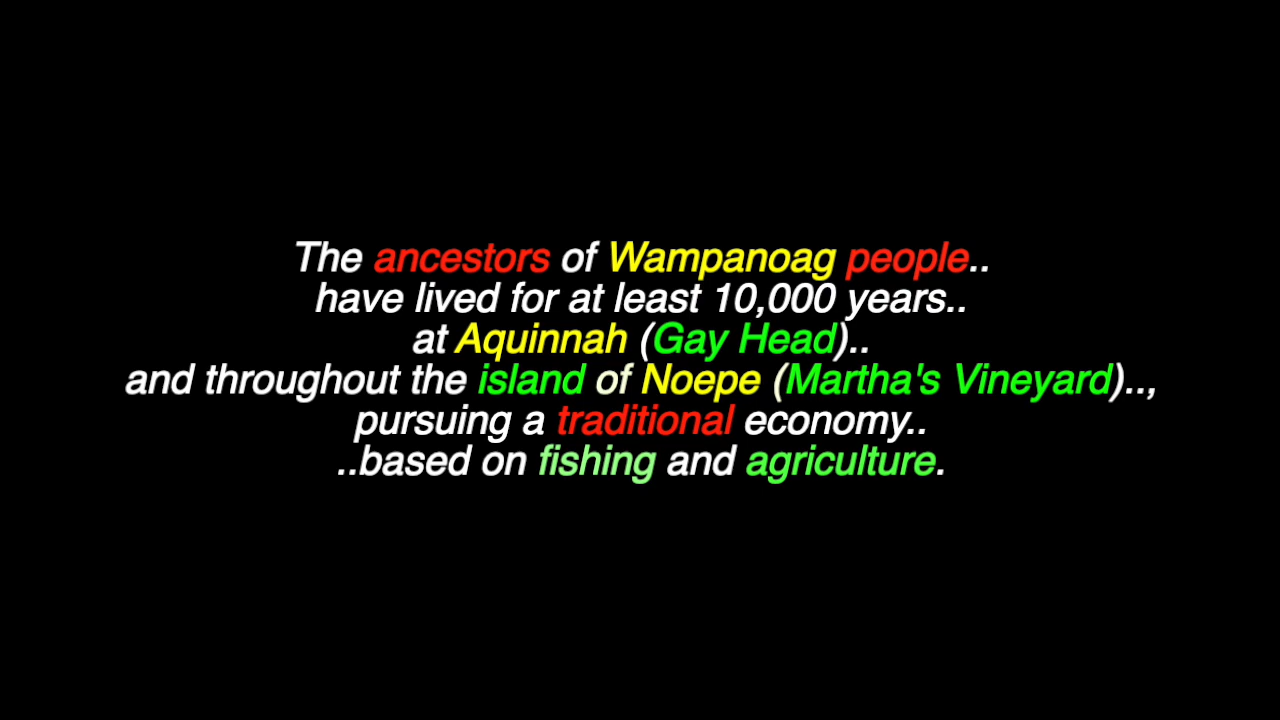 The ancestors of Wampanoag people..
have lived for at least 10,000 years..
at Aquinnah (Gay Head)..
and throughout the island of Noepe (Martha's Vineyard)..,
pursuing a traditional economy..
..based on fishing and agriculture.